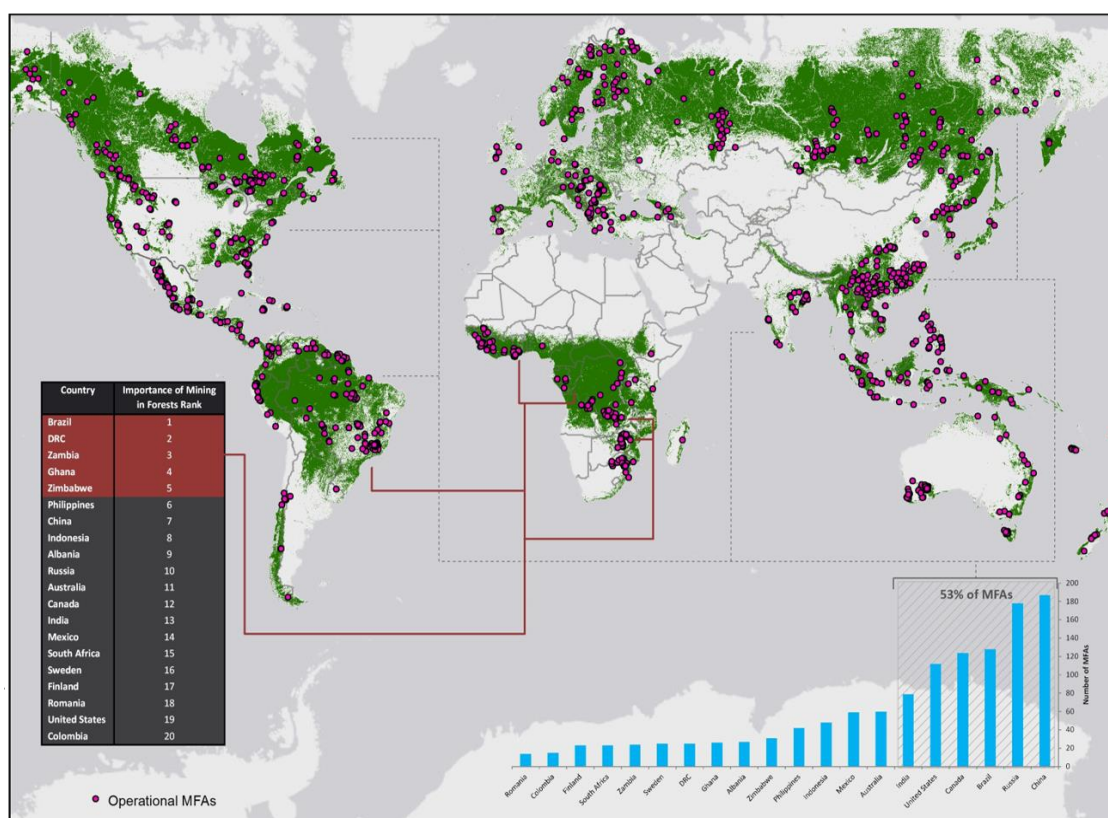 Country Importance of Mining
in Forests Rank
Brazil 1
DRC 2
Zambia 3
Ghana 4
Zimbabwe 5
Philippines 6
China 7
Indonesia 8
Albania 9
Russia 10
Australia 11
Canada 12
India 13
Mexico 14
South Africa 15
Sweden 16
Finland 17
Romania 18
United States 19
Colombia 20
Operational MFAs
53% of MFAs
200
180
160
140
120
100
80
60
40
20
0
Number of MFAs
Romania
Colombia
Finland
South Africa
Zambia
Sweden
DRC
Ghana
Albania
Zimbabwe
Philippines
Indonesia
Mexico
Australia
India
United States
Canada
Brazil
Russia
China